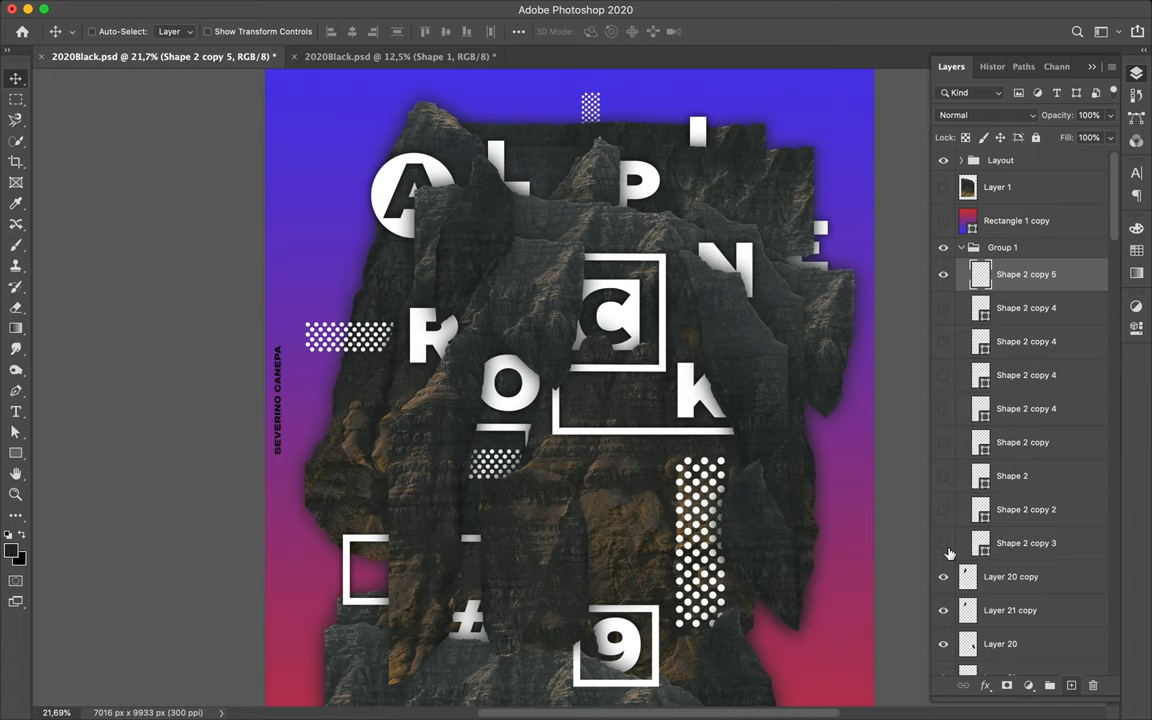 Adobe Photoshop 2020
Auto-Select: Layer Show Transform Controls 3D Mode:
2020Black.psd @ 21,7% (Shape 2 copy 5, RGB/8) * 2020Black.psd @ 12,5% (Shape 1, RGB/8) *
Layers Histor Paths Chann
Kind
Normal Opacity: 100%
Lock: Fill: 100%
Layout
Layer 1
Rectangle 1 copy
Group 1
Shape 2 copy 5
Shape 2 copy 4
Shape 2 copy 4
Shape 2 copy 4
Shape 2 copy 4
Shape 2 copy
Shape 2
Shape 2 copy 2
Shape 2 copy 3
Layer 20 copy
Layer 21 copy
Layer 20
A L P I N E
R O C K
SEVERINO CANEPA
#9
21,69% 7016 px x 9933 px (300 ppi)